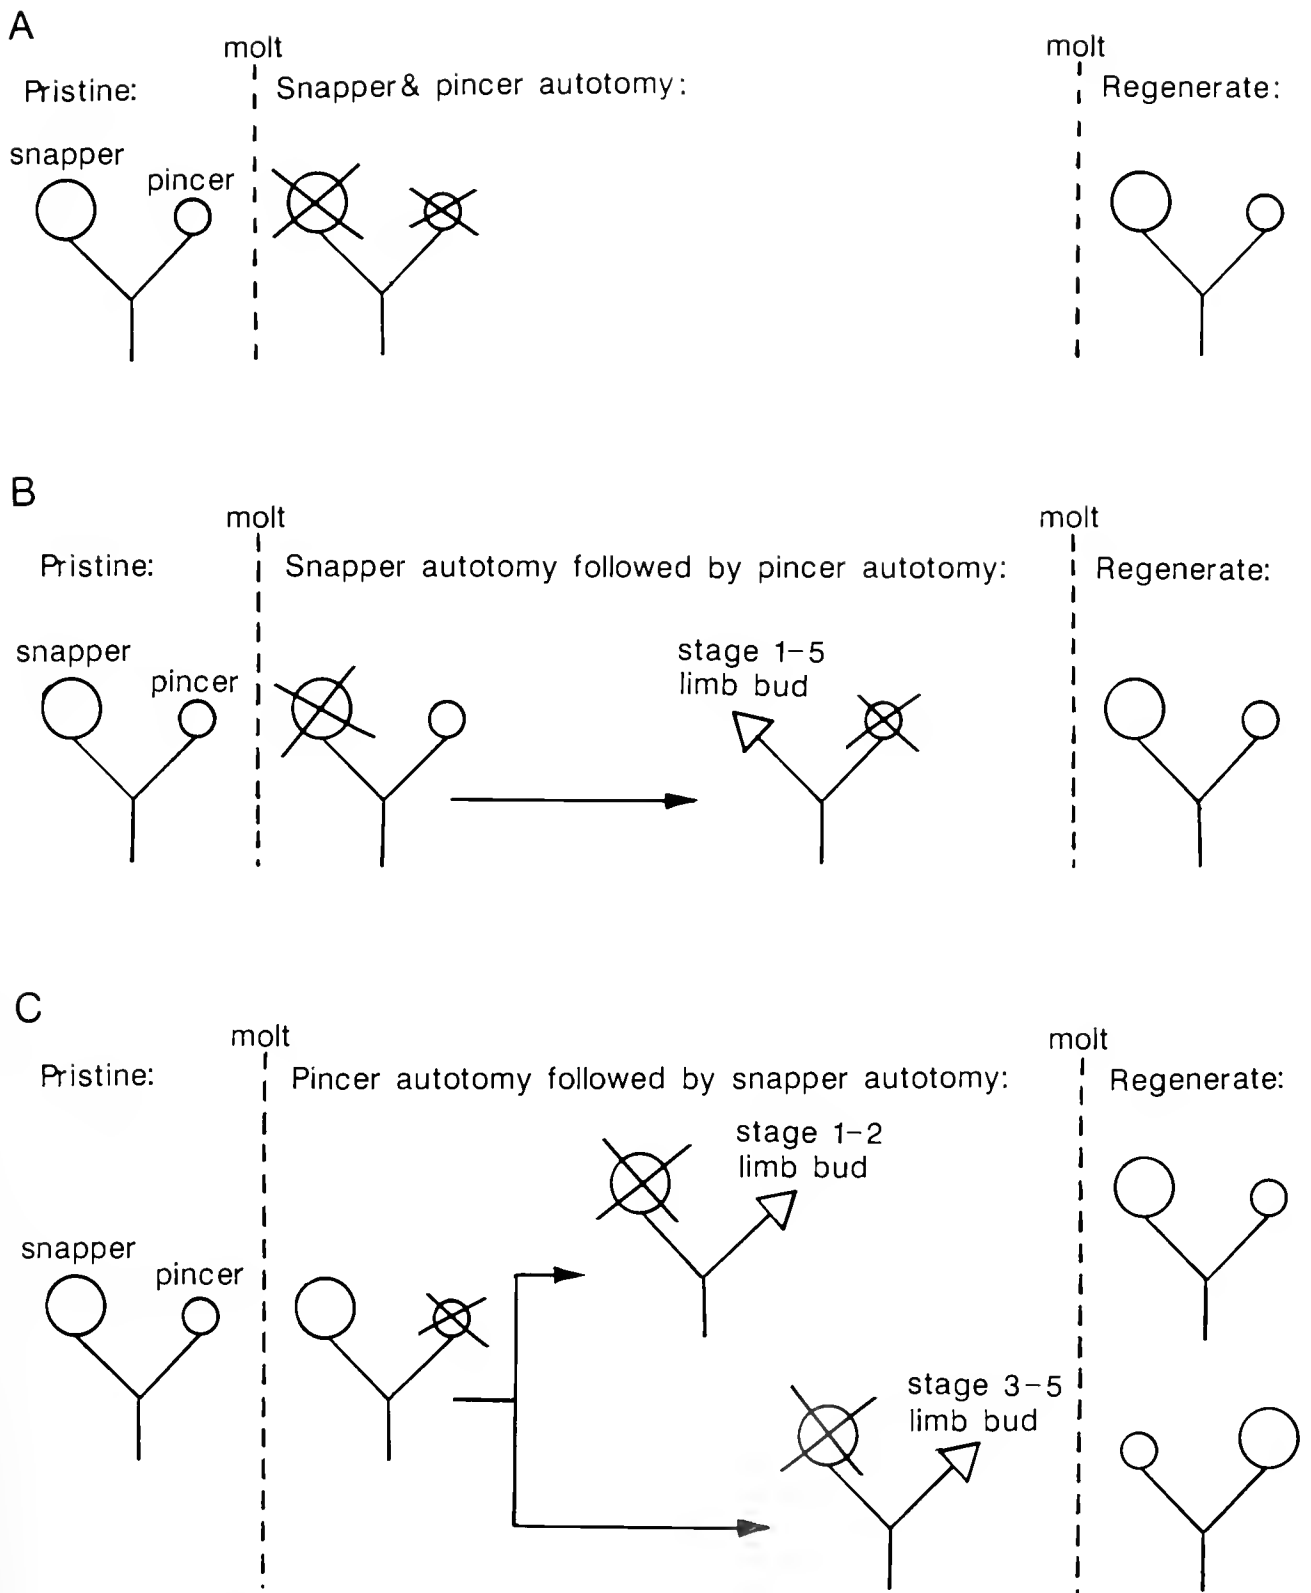 A
molt
molt
Pristine:
Snapper & pincer autotomy:
Regenerate:
snapper
pincer
B
molt
molt
Pristine:
Snapper autotomy followed by pincer autotomy:
Regenerate:
snapper
pincer
stage 1-5
limb bud
C
molt
molt
Pristine:
Pincer autotomy followed by snapper autotomy:
Regenerate:
stage 1-2
limb bud
snapper
pincer
stage 3-5
limb bud